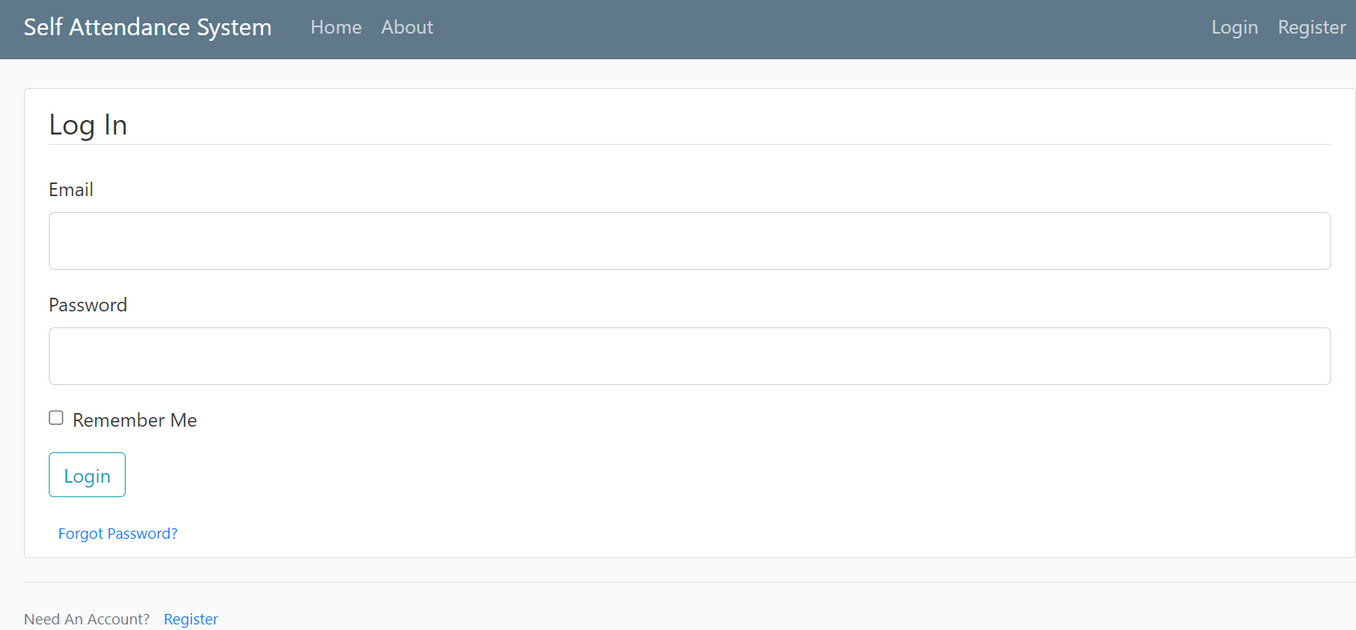 Self Attendance System Home About Login Register
Log In
Email
Password
Remember Me
Login
Forgot Password?
Need An Account? Register